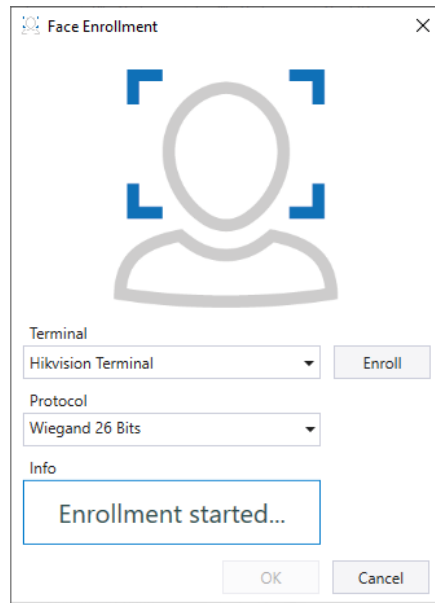 Face Enrollment
Terminal
Hikvision Terminal
Enroll
Protocol
Wiegand 26 Bits
Info
Enrollment started...
OK
Cancel